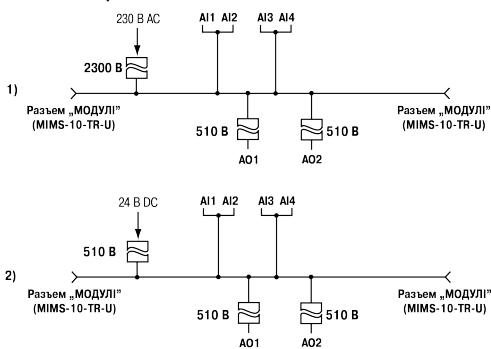 230 В AC
AI1 AI2
AI3 AI4
2300 В
1)
Разъем „МОДУЛІ”
(MIMS-10-TR-U)
510 В
510 В
Разъем „МОДУЛІ”
(MIMS-10-TR-U)
AO1
AO2
24 В DC
AI1 AI2
AI3 AI4
510 В
2)
Разъем „МОДУЛІ”
(MIMS-10-TR-U)
510 В
510 В
Разъем „МОДУЛІ”
(MIMS-10-TR-U)
AO1
AO2